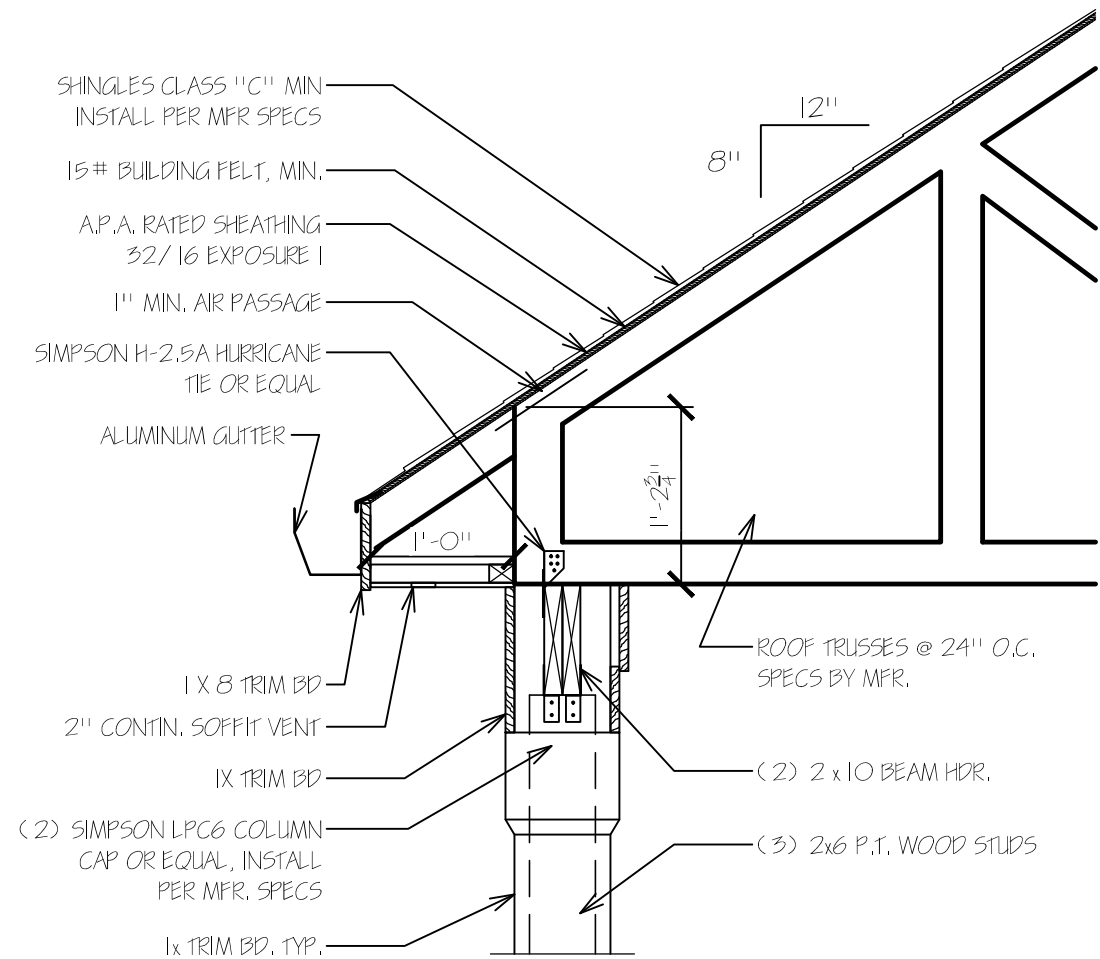 SHINGLES CLASS "C" MIN
INSTALL PER MFR SPECS
15# BUILDING FELT, MIN.
A.P.A. RATED SHEATHING
32/16 EXPOSURE 1
1" MIN. AIR PASSAGE
SIMPSON H-2.5A HURRICANE
TIE OR EQUAL
ALUMINUM GUTTER
12"
8"
1'-2 3/4"
1'-0"
1 X 8 TRIM BD
2" CONTIN. SOFFIT VENT
1X TRIM BD
(2) SIMPSON LPC6 COLUMN
CAP OR EQUAL, INSTALL
PER MFR. SPECS
1x TRIM BD. TYP.
ROOF TRUSSES @ 24" O.C.
SPECS BY MFR.
(2) 2 x 10 BEAM HDR.
(3) 2x6 P.T. WOOD STUDS